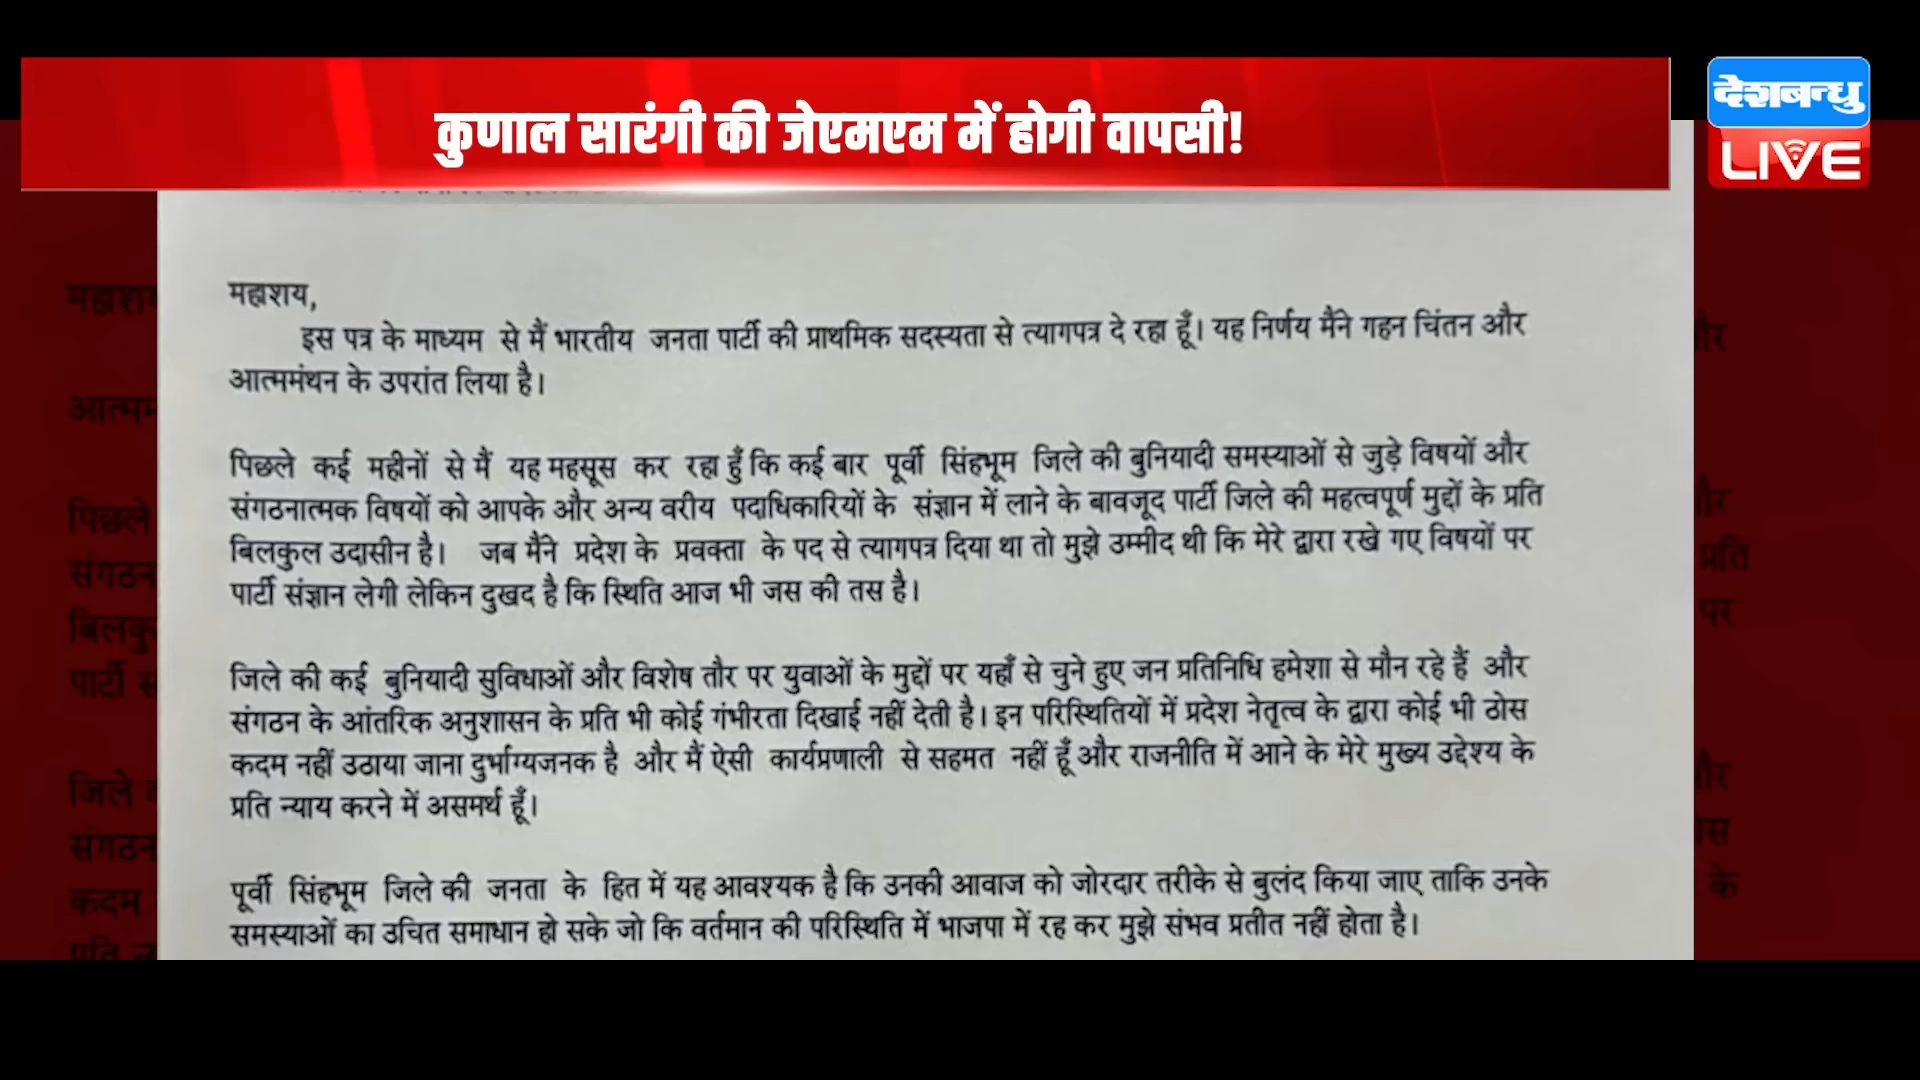 कुणाल सारंगी की जेएमएम में होगी वापसी!
देशबन्धु
LIVE
महाशय,
इस पत्र के माध्यम से मैं भारतीय जनता पार्टी की प्राथमिक सदस्यता से त्यागपत्र दे रहा हूँ। यह निर्णय मैंने गहन चिंतन और
आत्ममंथन के उपरांत लिया है।
पिछले कई महीनों से मैं यह महसूस कर रहा हुँ कि कई बार पूर्वी सिंहभूम जिले की बुनियादी समस्याओं से जुड़े विषयों और
संगठनात्मक विषयों को आपके और अन्य वरीय पदाधिकारियों के संज्ञान में लाने के बावजूद पार्टी जिले की महत्वपूर्ण मुद्दों के प्रति
बिलकुल उदासीन है। जब मैंने प्रदेश के प्रवक्ता के पद से त्यागपत्र दिया था तो मुझे उम्मीद थी कि मेरे द्वारा रखे गए विषयों पर
पार्टी संज्ञान लेगी लेकिन दुखद है कि स्थिति आज भी जस की तस है।
जिले की कई बुनियादी सुविधाओं और विशेष तौर पर युवाओं के मुद्दों पर यहाँ से चुने हुए जन प्रतिनिधि हमेशा से मौन रहे हैं और
संगठन के आंतरिक अनुशासन के प्रति भी कोई गंभीरता दिखाई नहीं देती है। इन परिस्थितियों में प्रदेश नेतृत्व के द्वारा कोई भी ठोस
कदम नहीं उठाया जाना दुर्भाग्यजनक है और मैं ऐसी कार्यप्रणाली से सहमत नहीं हूँ और राजनीति में आने के मेरे मुख्य उद्देश्य के
प्रति न्याय करने में असमर्थ हूँ।
पूर्वी सिंहभूम जिले की जनता के हित में यह आवश्यक है कि उनकी आवाज को जोरदार तरीके से बुलंद किया जाए ताकि उनके
समस्याओं का उचित समाधान हो सके जो कि वर्तमान की परिस्थिति में भाजपा में रह कर मुझे संभव प्रतीत नहीं होता है।